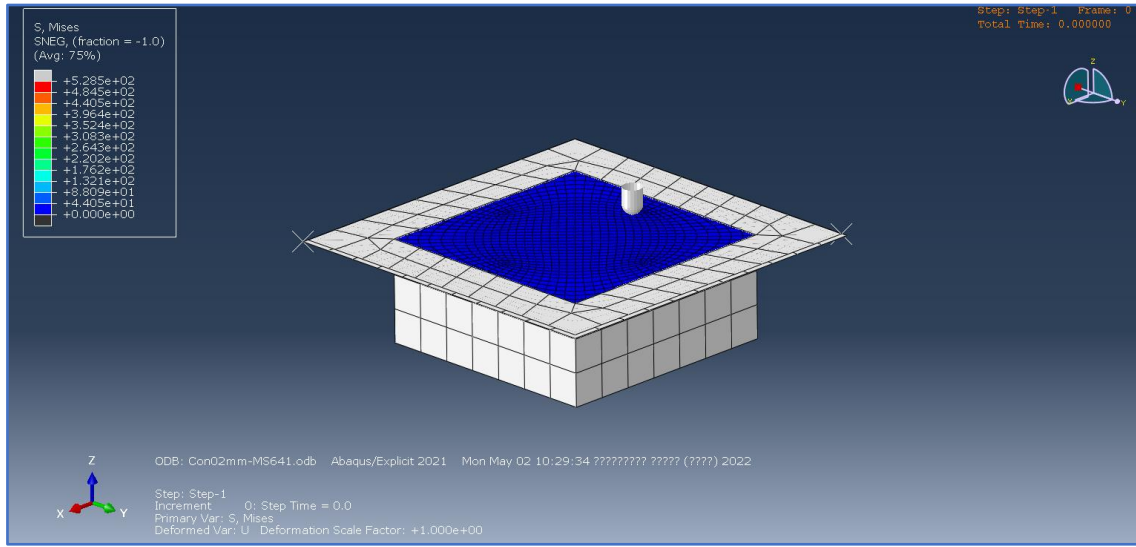 S, Mises
SNEG, (fraction = -1.0)
(Avg: 75%)
+5.285e+02
+4.845e+02
+4.405e+02
+3.964e+02
+3.524e+02
+3.083e+02
+2.643e+02
+2.202e+02
+1.762e+02
+1.321e+02
+8.809e+01
+4.405e+01
+0.000e+00
Step: Step-1 Frame: 0
Total Time: 0.000000
Z
X Y
Z
X Y
ODB: Con02mm-MS641.odb Abaqus/Explicit 2021 Mon May 02 10:29:34 ????????? ????? (????) 2022
Step: Step-1
Increment 0: Step Time = 0.0
Primary Var: S, Mises
Deformed Var: U Deformation Scale Factor: +1.000e+00